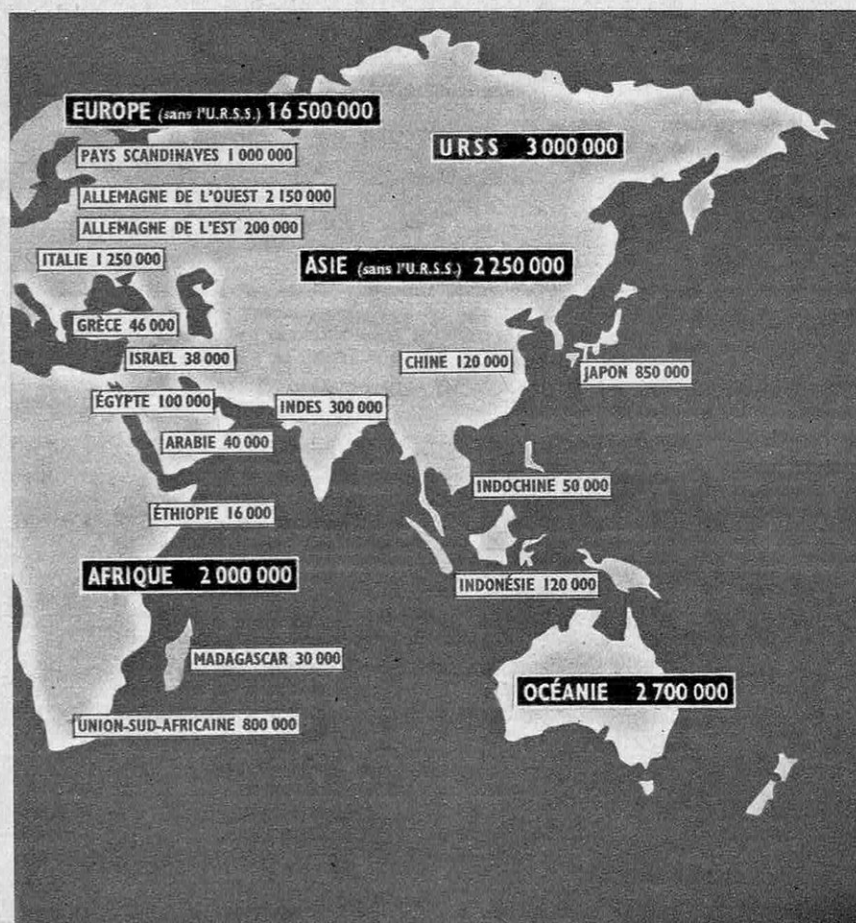 EUROPE (sans l'U.R.S.S.) 16 500 000
URSS 3 000 000
PAYS SCANDINAVES 1 000 000
ALLEMAGNE DE L'OUEST 2 150 000
ALLEMAGNE DE L'EST 200 000
ITALIE 1 250 000
ASIE (sans l'U.R.S.S.) 2 250 000
GRÈCE 46 000
ISRAEL 38 000
CHINE 120 000
JAPON 850 000
ÉGYPTE 100 000
INDES 300 000
ARABIE 40 000
INDOCHINE 50 000
ÉTHIOPIE 16 000
AFRIQUE 2 000 000
INDONÉSIE 120 000
MADAGASCAR 30 000
OCÉANIE 2 700 000
UNION-SUD-AFRICAINE 800 000